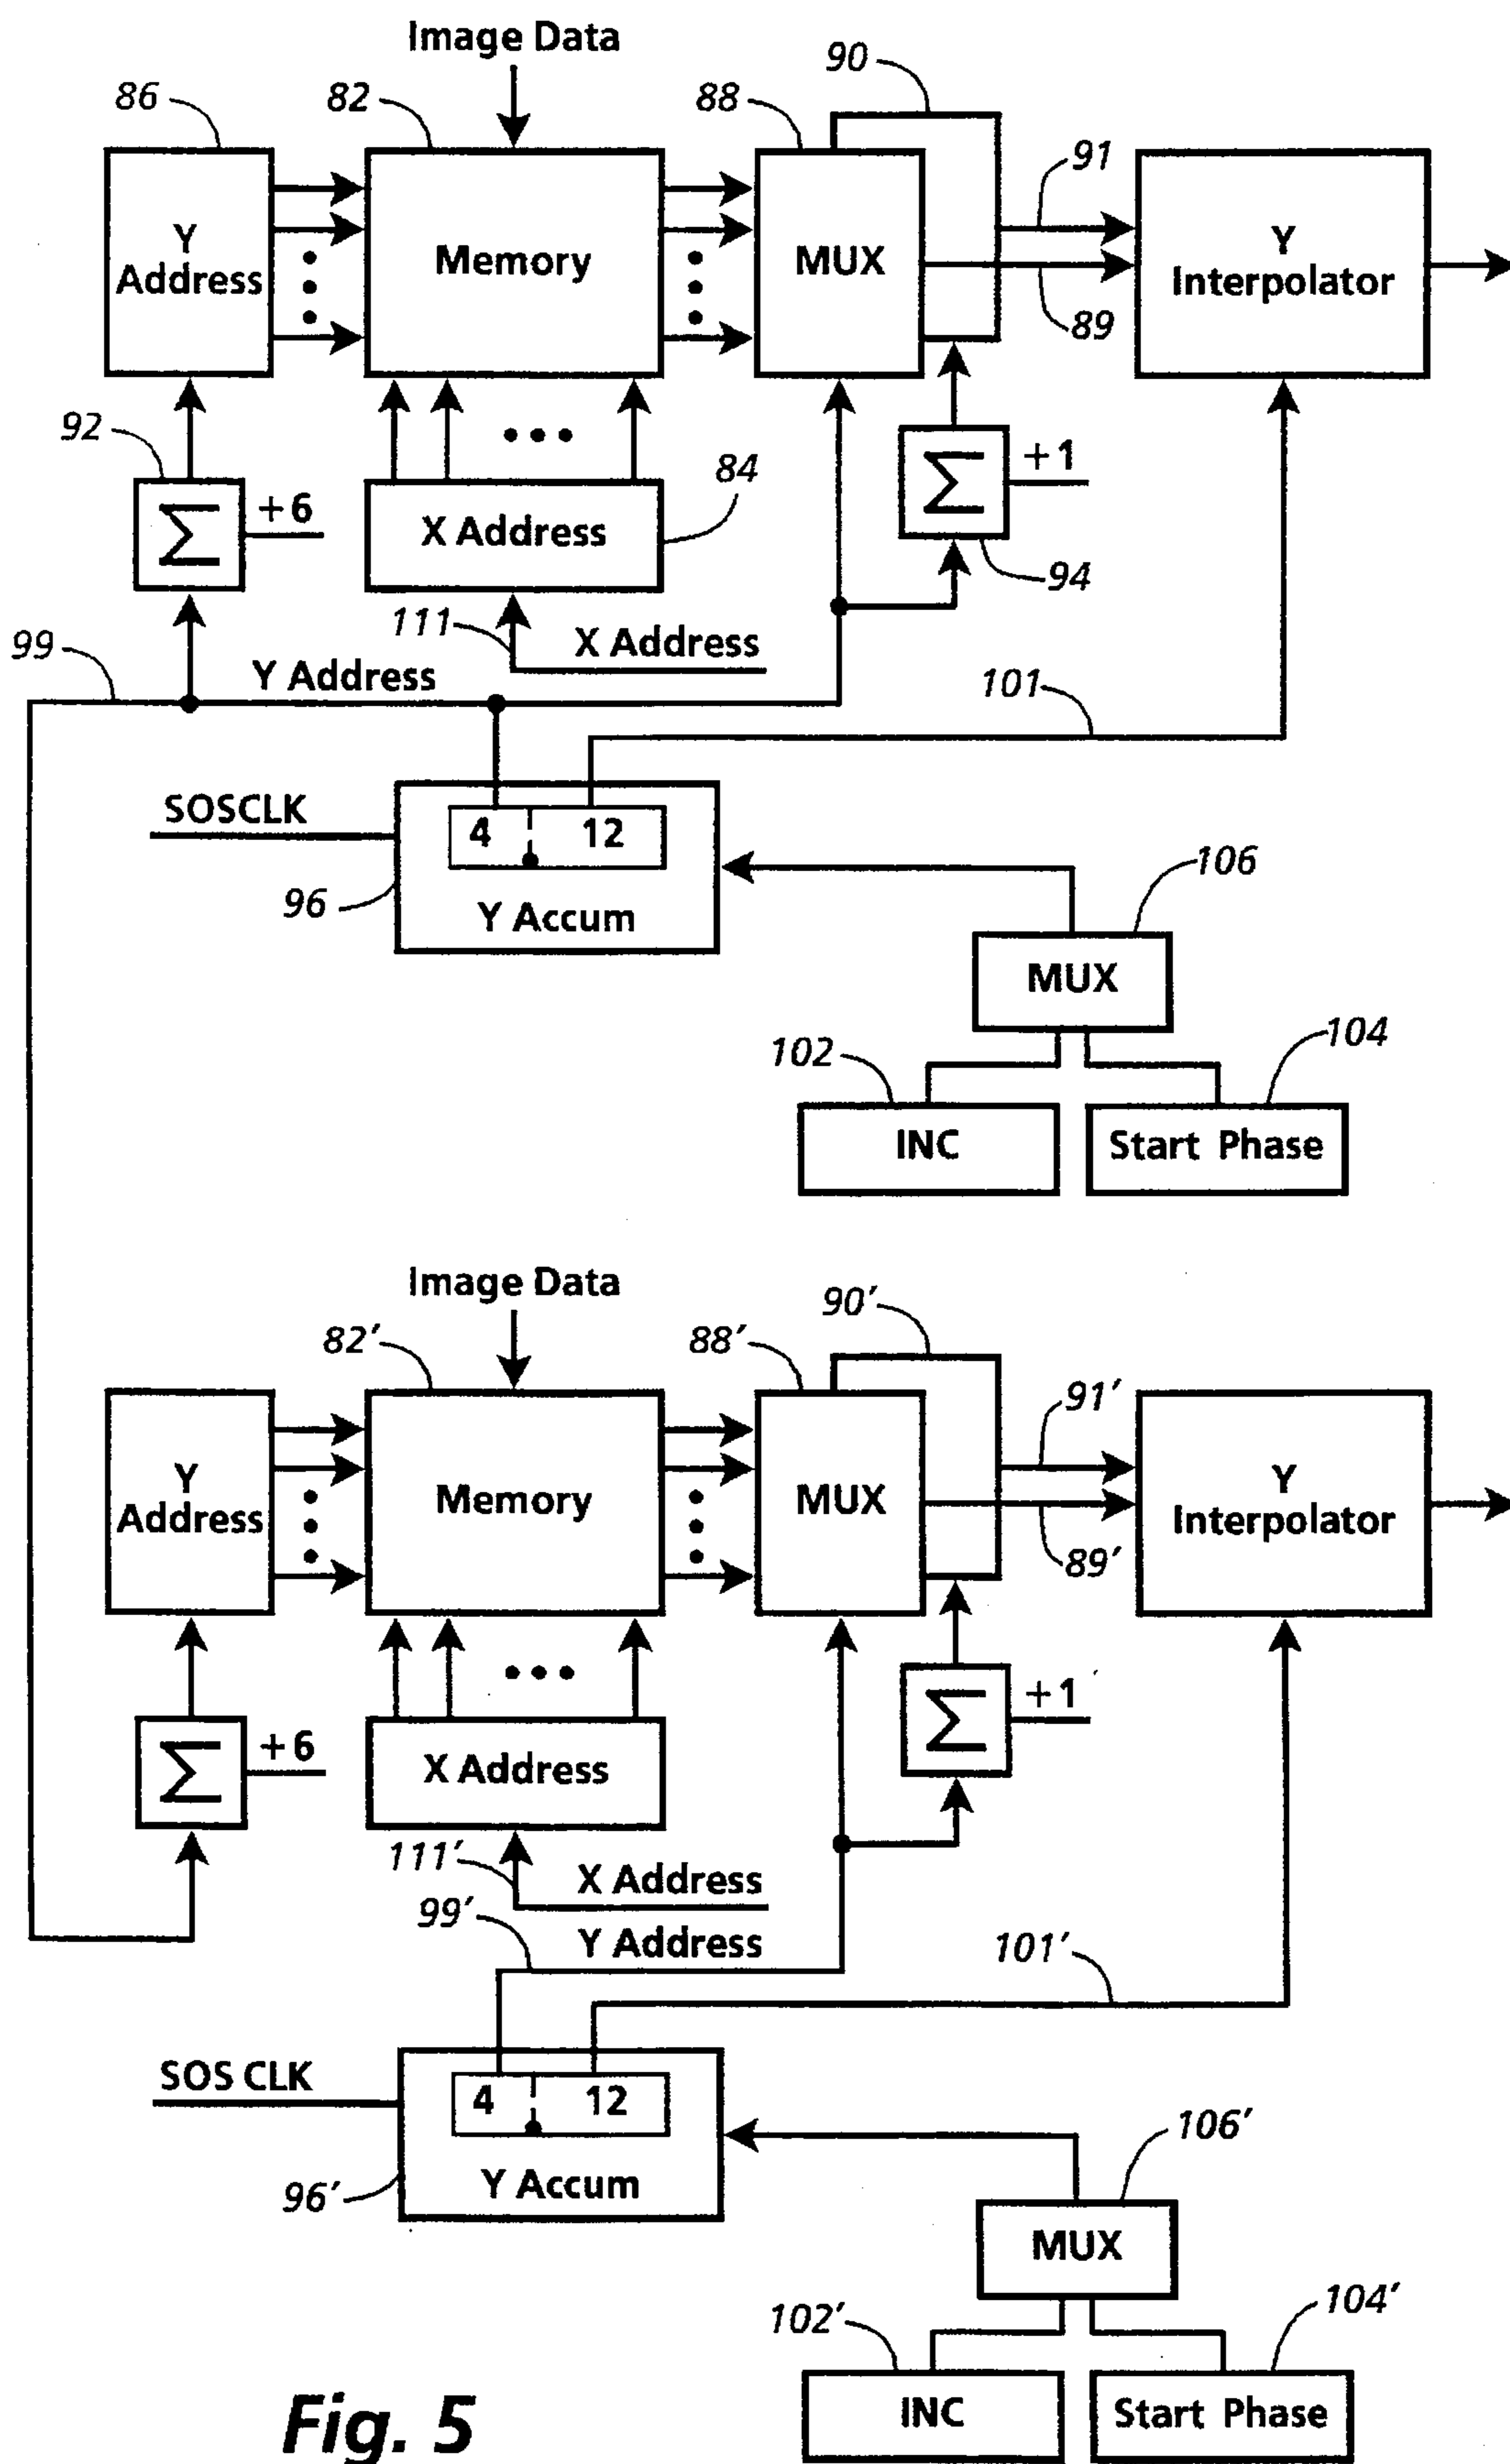 Image Data
90
86
82
88
91
Y
Address
Memory
MUX
Y
Interpolator
89
92
+6
Σ
X Address
84
+1
Σ
94
111
X Address
99
Y Address
101
SOSCLK
4
12
96
Y Accum
106
MUX
102
104
INC
Start Phase
Image Data
90′
82′
88′
91′
Y
Address
Memory
MUX
Y
Interpolator
89′
+6
Σ
X Address
+1
Σ
111′
X Address
99′
Y Address
101′
SOS CLK
4
12
96′
Y Accum
106′
MUX
102′
104′
INC
Start Phase
Fig. 5